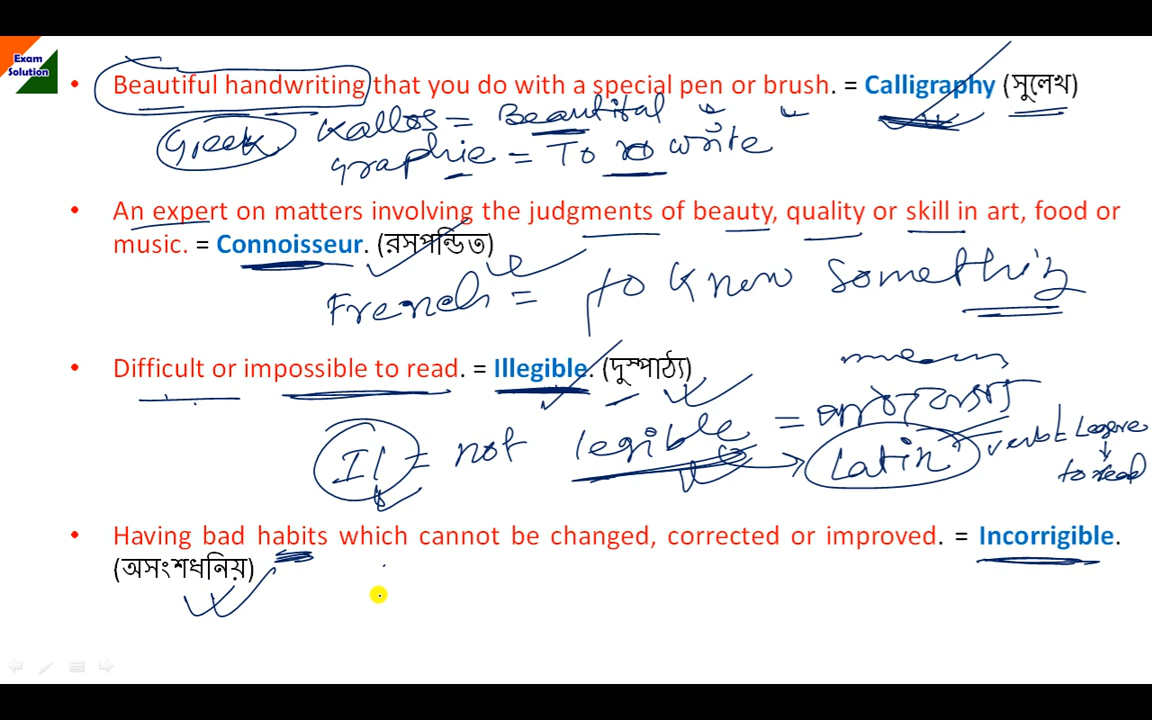 Exam
Solution
• Beautiful handwriting that you do with a special pen or brush. = Calligraphy (সুলেখ)
Greek Kallos = Beautiful
graphie = To write
• An expert on matters involving the judgments of beauty, quality or skill in art, food or
music. = Connoisseur. (রসপন্ডিত)
French = to know something
• Difficult or impossible to read. = Illegible. (দুস্পাঠ্য)
means
Il = not legible =
Latin verb Legere
to read
• Having bad habits which cannot be changed, corrected or improved. = Incorrigible.
(অসংশধনিয়)